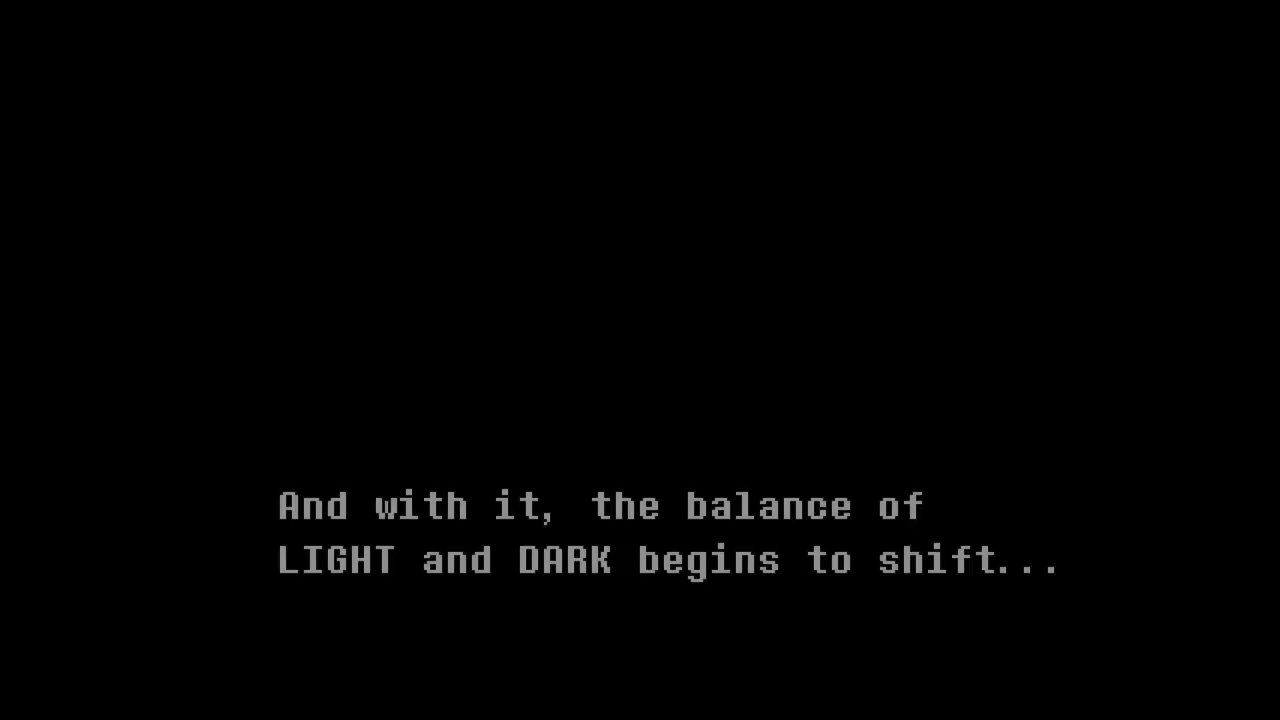 And with it, the balance of
LIGHT and DARK begins to shift...